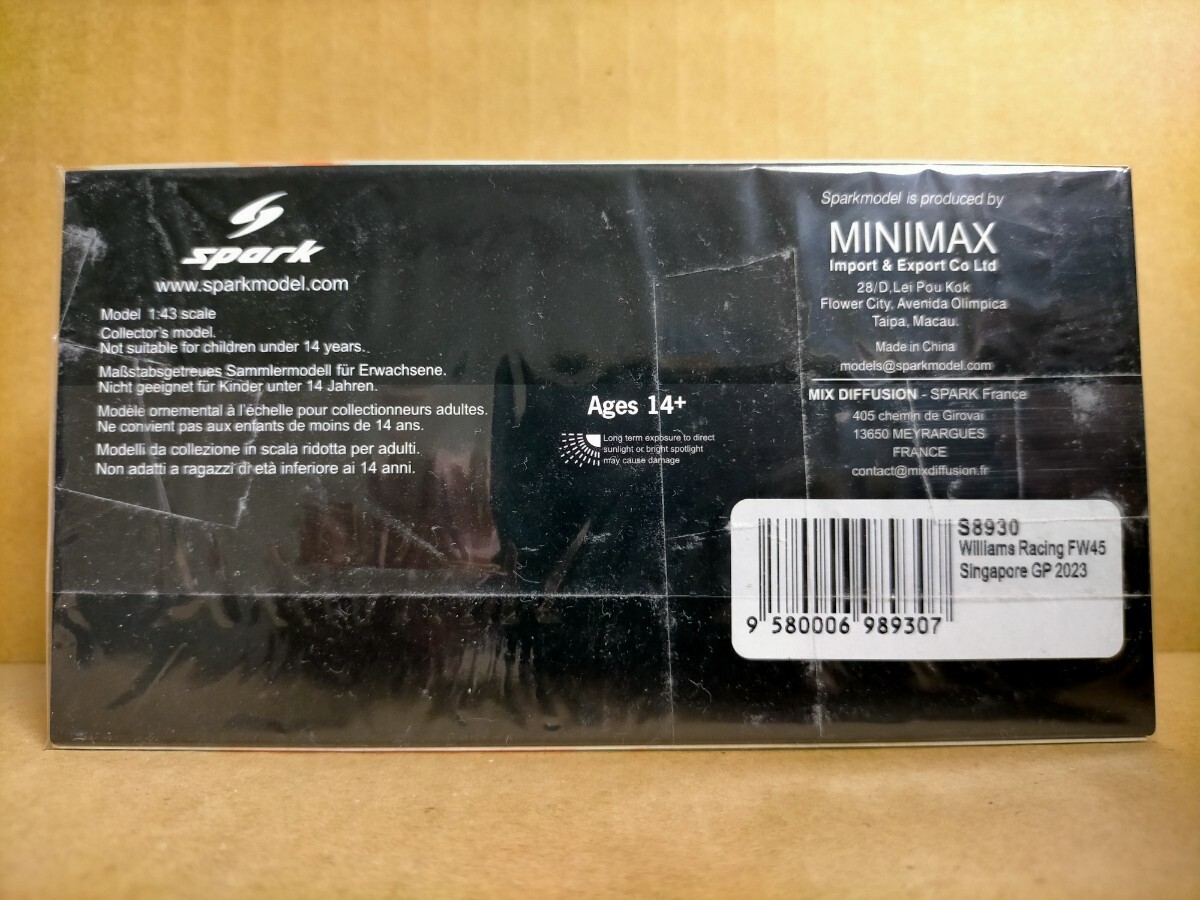 spark
www.sparkmodel.com
Model 1:43 scale
Collector's model.
Not suitable for children under 14 years.
Maßstabsgetreues Sammlermodell für Erwachsene.
Nicht geeignet für Kinder unter 14 Jahren.
Modèle ornemental à l'échelle pour collectionneurs adultes.
Ne convient pas aux enfants de moins de 14 ans.
Modelli da collezione in scala ridotta per adulti.
Non adatti a ragazzi di età inferiore ai 14 anni.
Ages 14+
Long term exposure to direct
sunlight or bright spotlight
may cause damage
Sparkmodel is produced by
MINIMAX
Import & Export Co Ltd
28/D, Lei Pou Kok
Flower City, Avenida Olimpica
Taipa, Macau.
Made in China
models@sparkmodel.com
MIX DIFFUSION - SPARK France
405 chemin de Girovai
13650 MEYRARGUES
FRANCE
contact@mixdiffusion.fr
S8930
Williams Racing FW45
Singapore GP 2023
9 580006 989307